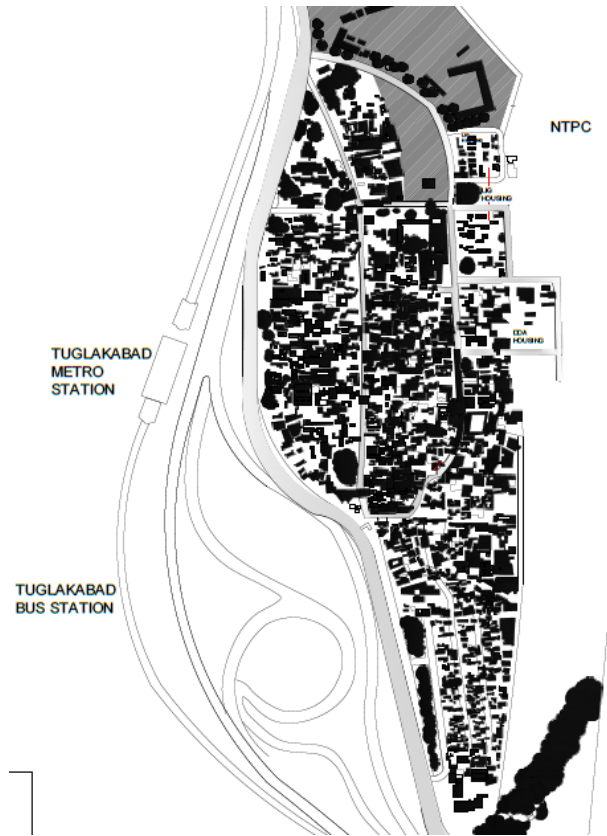 NTPC
LIG
HOUSING
DDA
HOUSING
TUGLAKABAD
METRO
STATION
TUGLAKABAD
BUS STATION